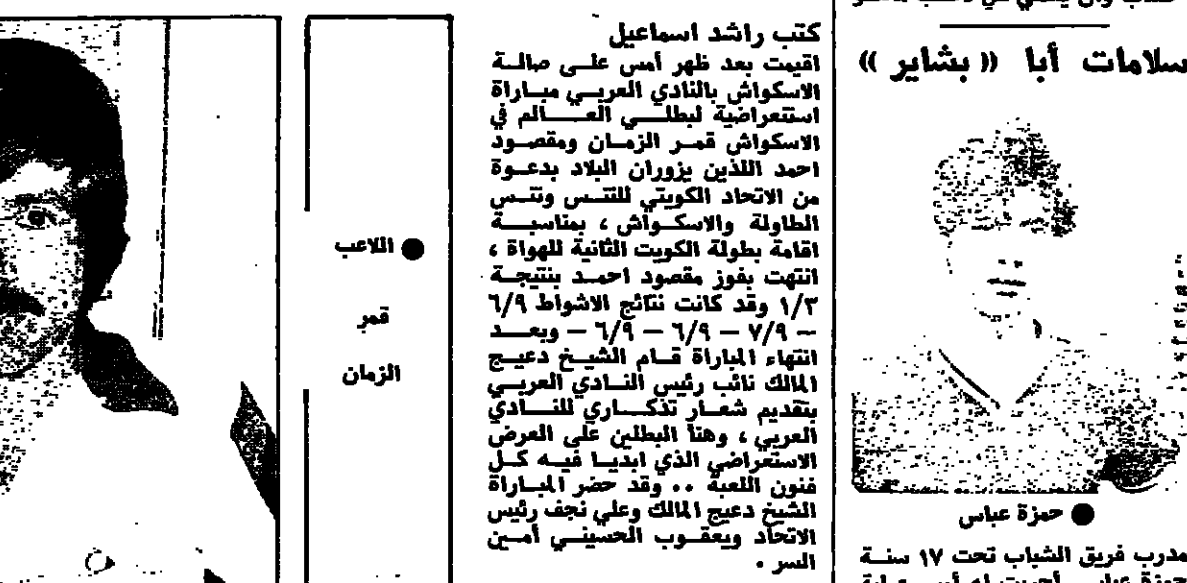 سلامات أبا «بشاير»
● حمزة عباس
مدرب فريق الشباب تحت ١٧ سنة
كتب راشد اسماعيل
اقيمت بعد ظهر أمس على صالة
الاسكواش بالنادي العربي مباراة
استتعراضية لبطلي العالم في
الاسكواش قمر الزمان ومقصود
احمد اللذين يزوران البلاد بدعوة
من الاتحاد الكويتي للتنس وتنس
الطاولة والاسكواش ، بمناسبة
اقامة بطولة الكويت الثانية للهواة ،
انتهت بفوز مقصود احمد بنتيجة
١/٣ وقد كانت نتائج الاشواط ٦/٩
— ٧/٩ — ٦/٩ — ٦/٩ — وبعد
انتهاء المباراة قام الشيخ دعيج
المالك نائب رئيس النادي العربي
بتقديم شعار تذكاري للنادي
العربي ، وهنأ البطلين على العرض
الاستعراضي الذي ابديا فيه كل
فنون اللعبة .. وقد حضر المباراة
الشيخ دعيج المالك وعلي نجف رئيس
الاتحاد ويعقوب الحسيني أمين
السر .
● اللاعب
قمر
الزمان